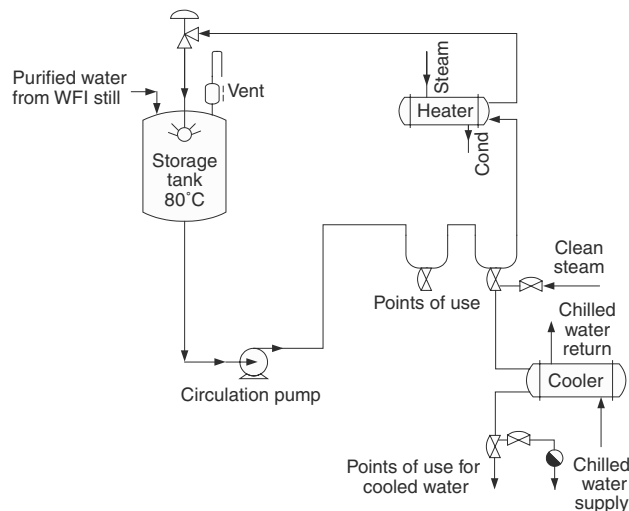 Purified water
from WFI still
Vent
Steam
Heater
Cond
Storage
tank
80°C
Clean
steam
Points of use
Chilled
water
return
Cooler
Circulation pump
Points of use for
cooled water
Chilled
water
supply